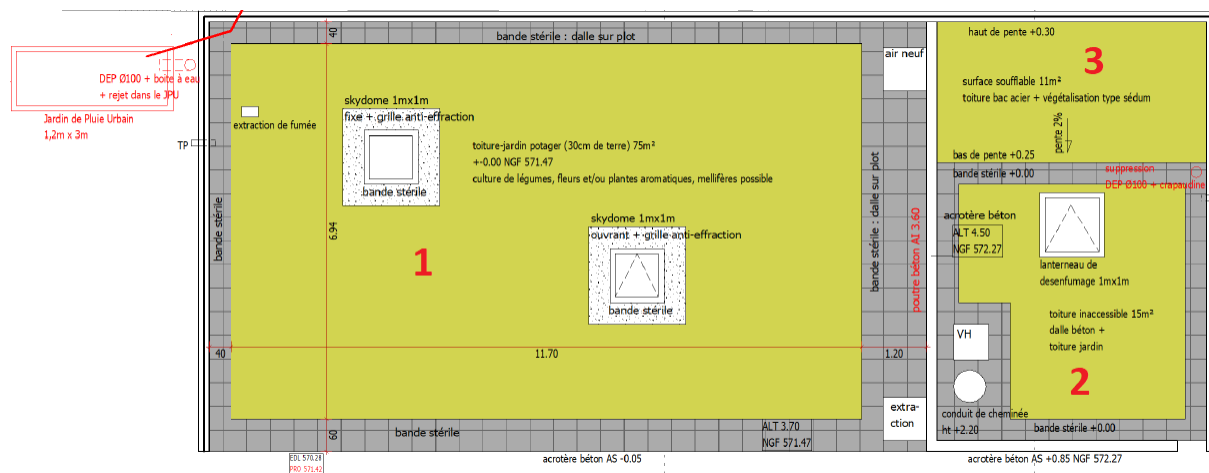 40
bande stérile : dalle sur plot
haut de pente +0.30
3
air neuf
DEP Ø100 + boite à eau
+ rejet dans le JPU
Jardin de Pluie Urbain
1,2m x 3m
TP
extraction de fumée
skydome 1mx1m
fixe + grille anti-effraction
bande stérile
toiture-jardin potager (30cm de terre) 75m²
+-0.00 NGF 571.47
culture de légumes, fleurs et/ou plantes aromatiques, mellifères possible
surface soufflable 11m²
toiture bac acier + végétalisation type sédum
pente 2%
bas de pente +0.25
bande stérile +0.00
suppression
DEP Ø100 + crapaudine
bande stérile
6.94
1
skydome 1mx1m
ouvrant + grille anti-effraction
bande stérile
bande stérile : dalle sur plot
poutre béton AI 3.60
acrotère béton
ALT 4.50
NGF 572.27
lanterneau de
desenfumage 1mx1m
toiture inaccessible 15m²
dalle béton +
toiture jardin
VH
2
40
11.70
1.20
extra-
ction
conduit de cheminée
ht +2.20
bande stérile +0.00
60
bande stérile
ALT 3.70
NGF 571.47
EDL 570.28
PRO 571.42
acrotère béton AS -0.05
acrotère béton AS +0.85 NGF 572.27